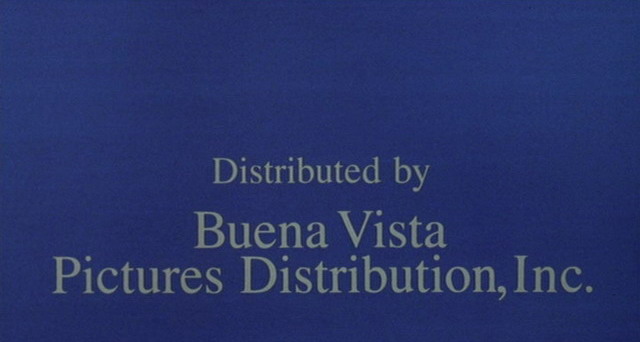 Distributed by
Buena Vista
Pictures Distribution, Inc.